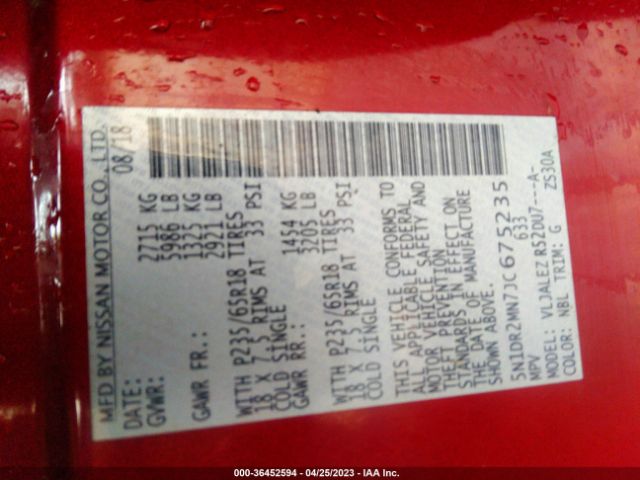 MFD BY NISSAN MOTOR CO., LTD.
DATE: 08/18
GVWR: 2715 KG
5986 LB
GAWR FR.: 1325 KG
2921 LB
WITH P235/65R18 TIRES
18 X 7.5 RIMS AT 33 PSI
COLD SINGLE
GAWR RR.: 1454 KG
3205 LB
WITH P235/65R18 TIRES
18 X 7.5 RIMS AT 33 PSI
COLD SINGLE
THIS VEHICLE CONFORMS TO
ALL APPLICABLE FEDERAL
MOTOR VEHICLE SAFETY AND
THEFT PREVENTION
STANDARDS IN EFFECT ON
THE DATE OF MANUFACTURE
SHOWN ABOVE.
5N1DR2MN7JC675235
MPV 633
MODEL: VLJALEZ RS2DU7---A-
COLOR: NBL TRIM: G ZS30A
000-36452594 - 04/25/2023 - IAA Inc.